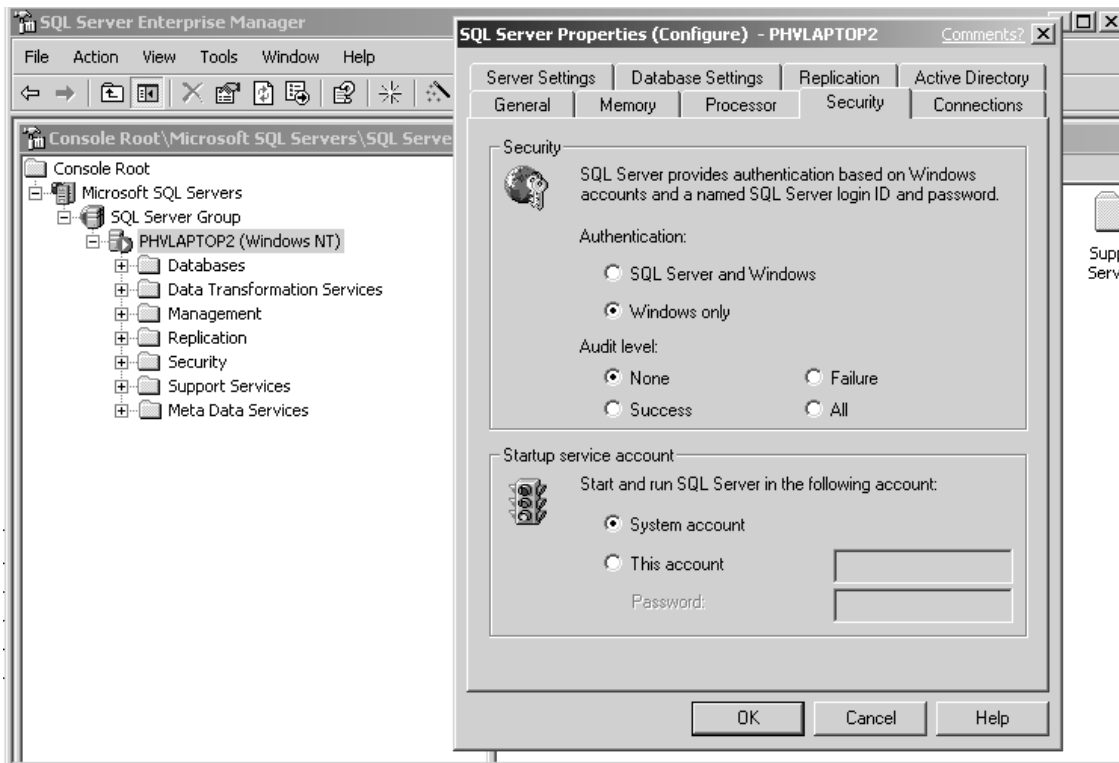 SQL Server Enterprise Manager
File Action View Tools Window Help
Console Root\Microsoft SQL Servers\SQL Serve
Console Root
Microsoft SQL Servers
SQL Server Group
PHVLAPTOP2 (Windows NT)
Databases
Data Transformation Services
Management
Replication
Security
Support Services
Meta Data Services
SQL Server Properties (Configure) - PHVLAPTOP2 Comments?
Server Settings Database Settings Replication Active Directory
General Memory Processor Security Connections
Security
SQL Server provides authentication based on Windows
accounts and a named SQL Server login ID and password.
Authentication:
SQL Server and Windows
Windows only
Audit level:
None Failure
Success All
Startup service account
Start and run SQL Server in the following account:
System account
This account
Password:
OK Cancel Help
Supp
Serv